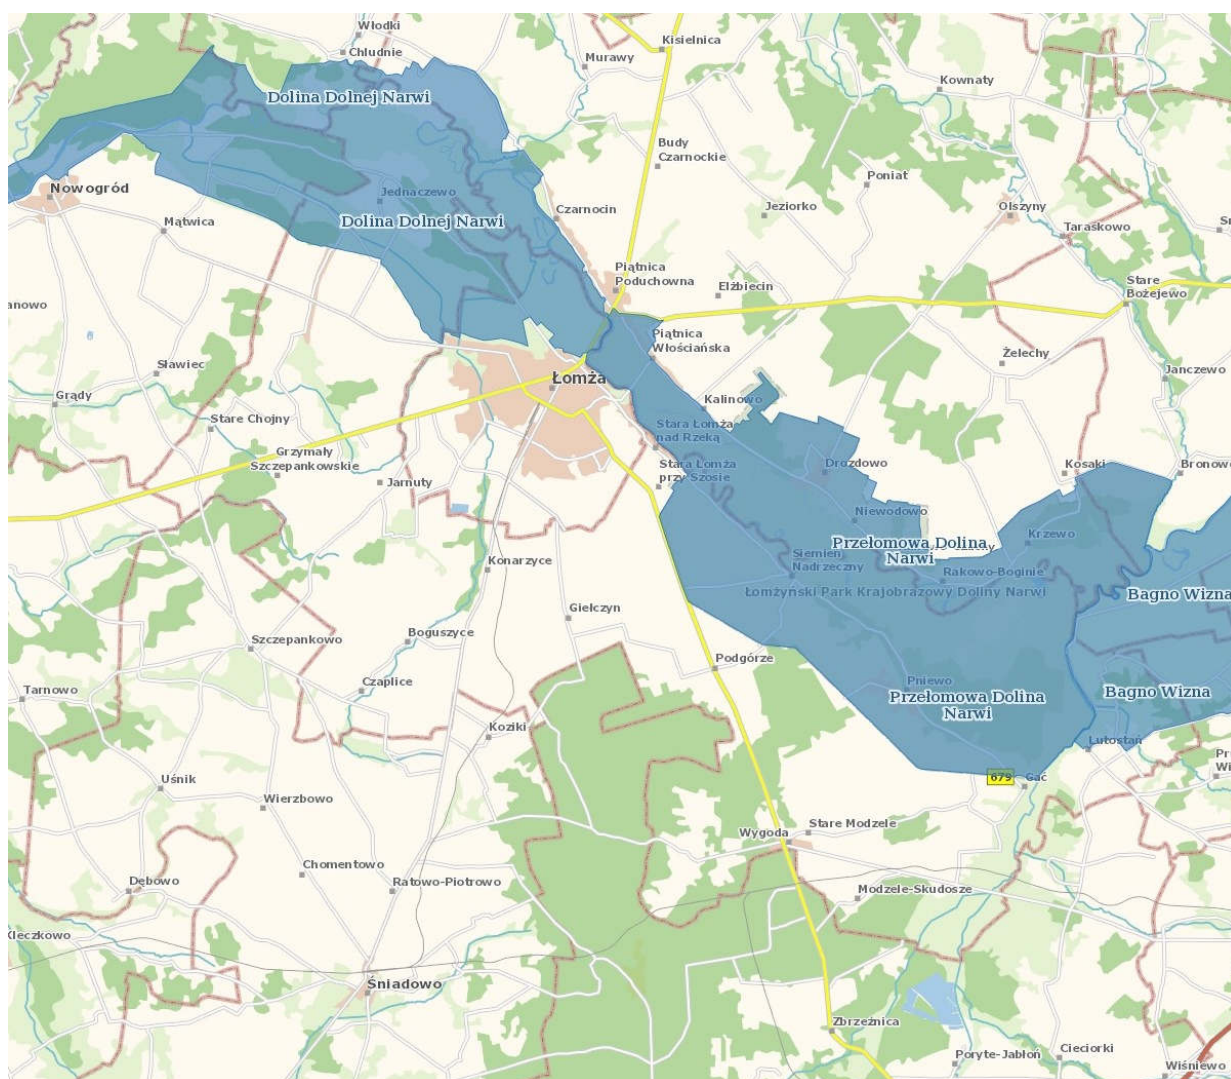 Włodki
Chludnie
Kisielnica
Murawy
Kownaty
Dolina Dolnej Narwi
Budy
Czarnockie
Poniat
Nowogród
Jednaczewo
Mątwica
Dolina Dolnej Narwi
Czarnocin
Jeziorko
Olszyny
Taraskowo
Piątnica
Poduchowna
Elżbiecin
Stare
Bożejewo
Piątnica
Włościańska
Żelechy
Sławiec
Łomża
Janczewo
Grądy
Kalinowo
Stare Chojny
Stara Łomża
nad Rzeką
Grzymały
Szczepankowskie
Stara Łomża
przy Szosie
Drozdowo
Kosaki
Bronowo
Jarnuty
Niewodowo
Przełomowa Dolina
Narwi
Krzewo
Konarzyce
Siemień
Nadrzeczny
Rakowo-Boginie
Łomżyński Park Krajobrazowy Doliny Narwi
Bagno Wizna
Giełczyn
Szczepankowo
Boguszyce
Podgórze
Czaplice
Pniewo
Tarnowo
Przełomowa Dolina
Narwi
Bagno Wizna
Koziki
Lutostań
Uśnik
679
Gać
Wierzbowo
Wygoda
Stare Modzele
Chomentowo
Dębowo
Ratowo-Piotrowo
Modzele-Skudosze
Kleczkowo
Śniadowo
Zbrzeźnica
Poryte-Jabłoń
Cieciorki
Wiśniewo